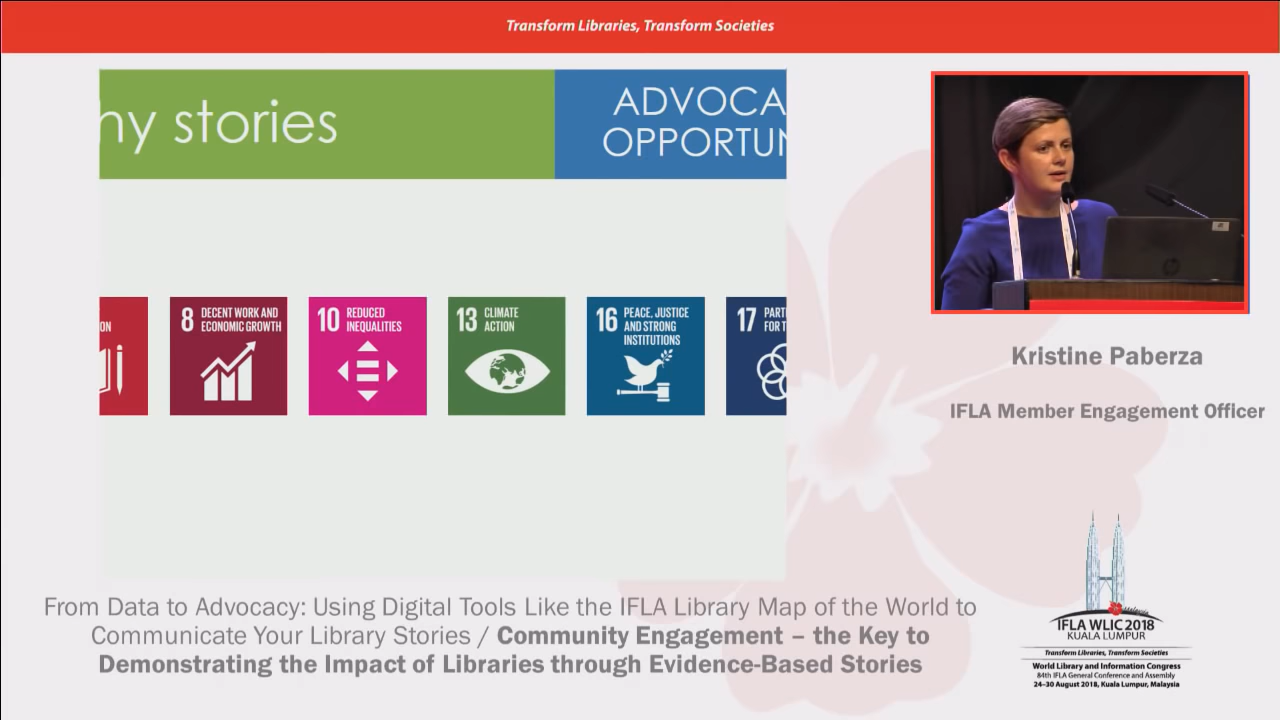 Transform Libraries, Transform Societies
hy stories
ADVOCA
OPPORTUN
ON
8 DECENT WORK AND
ECONOMIC GROWTH
10 REDUCED
INEQUALITIES
13 CLIMATE
ACTION
16 PEACE, JUSTICE
AND STRONG
INSTITUTIONS
17 PART
FOR T
Kristine Paberza
IFLA Member Engagement Officer
From Data to Advocacy: Using Digital Tools Like the IFLA Library Map of the World to
Communicate Your Library Stories / Community Engagement – the Key to
Demonstrating the Impact of Libraries through Evidence-Based Stories
Malaysia
IFLA WLIC 2018
KUALA LUMPUR
Transform Libraries, Transform Societies
World Library and Information Congress
84th IFLA General Conference and Assembly
24–30 August 2018, Kuala Lumpur, Malaysia